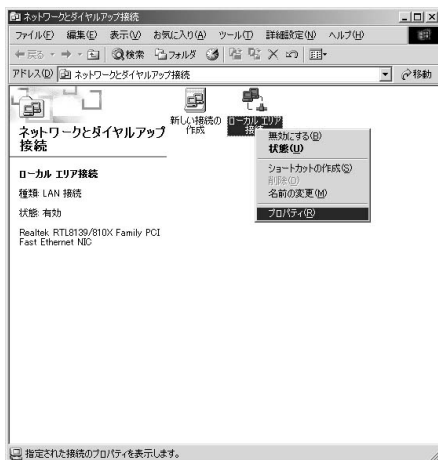 ネットワークとダイヤルアップ接続
ファイル(F) 編集(E) 表示(V) お気に入り(A) ツール(T) 詳細設定(N) ヘルプ(H)
戻る 検索 フォルダ
アドレス(D) ネットワークとダイヤルアップ接続 移動
ネットワークとダイヤルアップ
接続
ローカル エリア接続
種類: LAN 接続
状態: 有効
Realtek RTL8139/810X Family PCI
Fast Ethernet NIC
新しい接続の
作成
ローカル エリア
接続
無効にする(B)
状態(U)
ショートカットの作成(S)
削除(D)
名前の変更(M)
プロパティ(R)
指定された接続のプロパティを表示します。